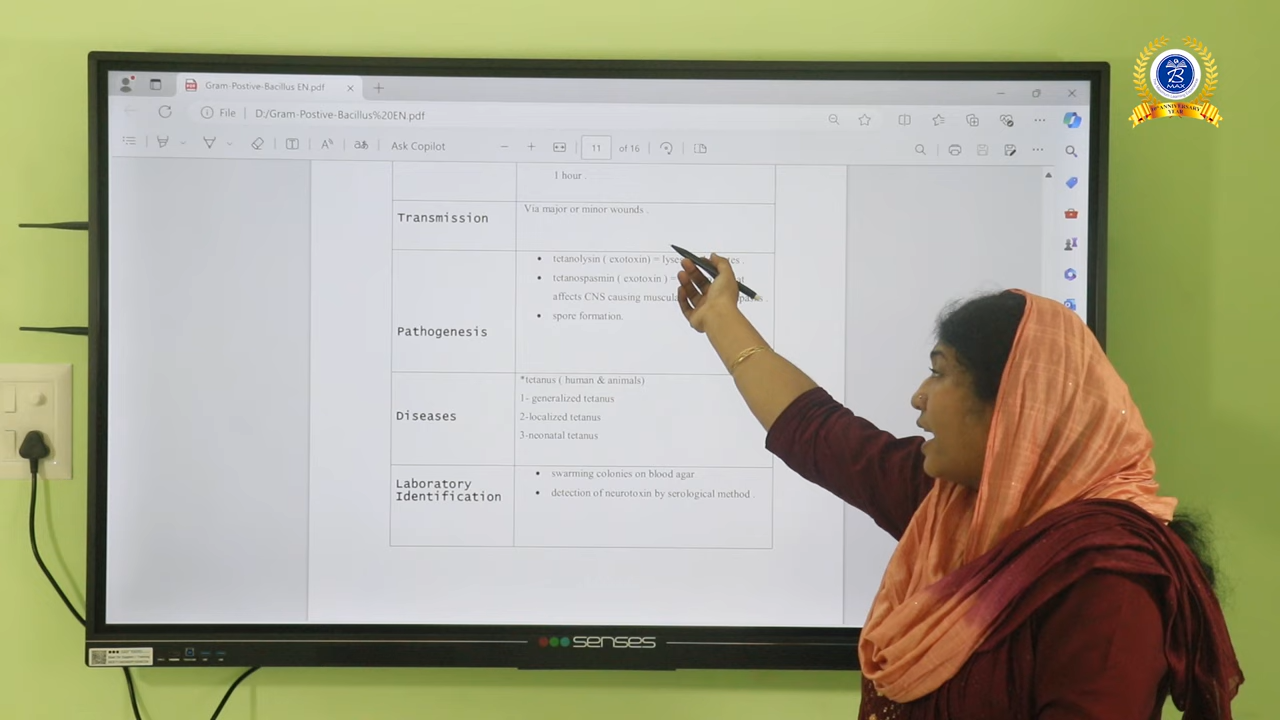 Gram-Postive-Bacillus EN.pdf
File
D:/Gram-Postive-Bacillus%20EN.pdf
Ask Copilot
11 of 16
1 hour .
Transmission
Via major or minor wounds .
Pathogenesis
tetanolysin ( exotoxin) =
tetanospasmin ( exotoxin ) =
affects CNS causing
spore formation.
Diseases
*tetanus ( human & animals)
1- generalized tetanus
2-localized tetanus
3-neonatal tetanus
Laboratory
Identification
swarming colonies on blood agar
detection of neurotoxin by serological method .
senses
B
MAX
ANNIVERSARY
YEAR